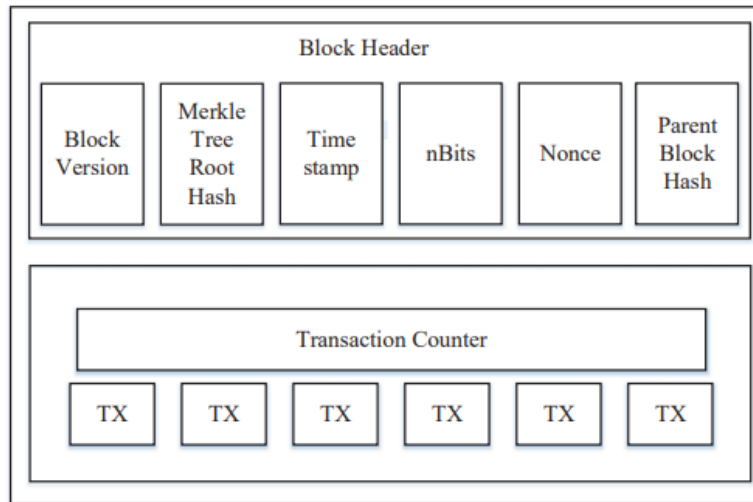 Block Header
Block
Version
Merkle
Tree
Root
Hash
Time
stamp
nBits
Nonce
Parent
Block
Hash
Transaction Counter
TX
TX
TX
TX
TX
TX